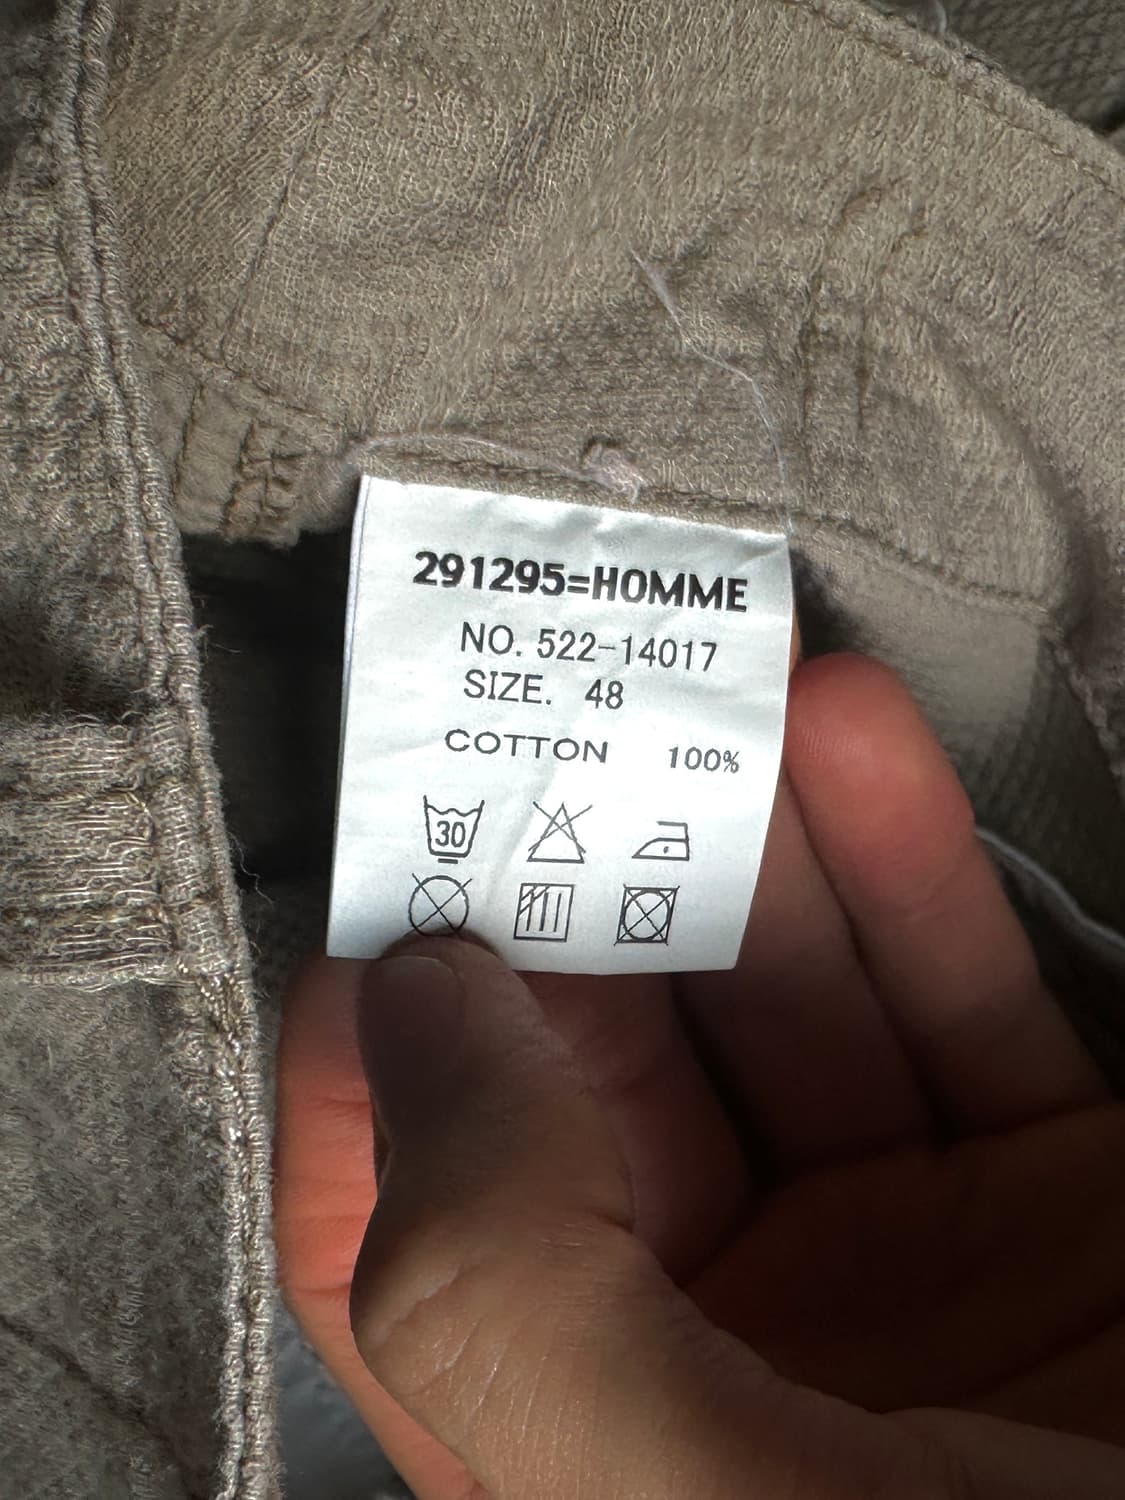 291295=HOMME
NO. 522-14017
SIZE. 48
COTTON 100%
30